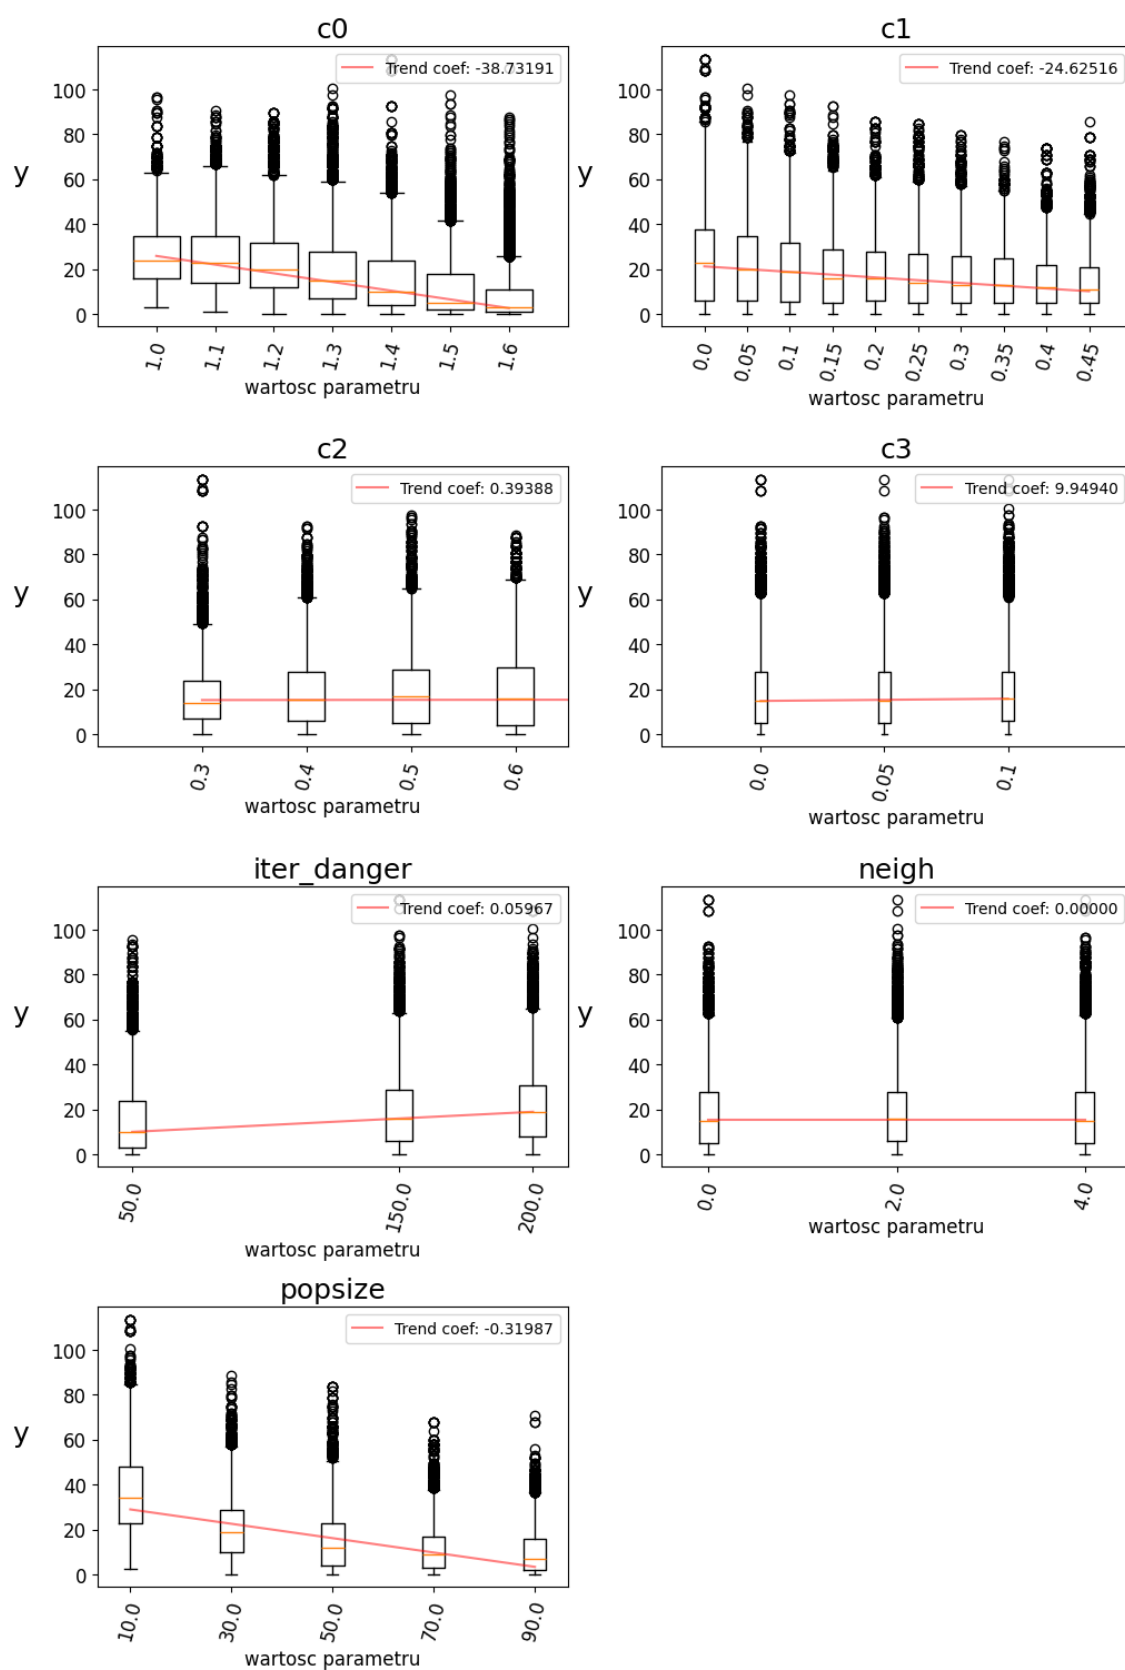 c0
Trend coef: -38.73191
y
100
80
60
40
20
0
1.0 1.1 1.2 1.3 1.4 1.5 1.6
wartosc parametru
c1
Trend coef: -24.62516
y
100
80
60
40
20
0
0.0 0.05 0.1 0.15 0.2 0.25 0.3 0.35 0.4 0.45
wartosc parametru
c2
Trend coef: 0.39388
y
100
80
60
40
20
0
0.3 0.4 0.5 0.6
wartosc parametru
c3
Trend coef: 9.94940
y
100
80
60
40
20
0
0.0 0.05 0.1
wartosc parametru
iter_danger
Trend coef: 0.05967
y
100
80
60
40
20
0
50.0 150.0 200.0
wartosc parametru
neigh
Trend coef: 0.00000
y
100
80
60
40
20
0
0.0 2.0 4.0
wartosc parametru
popsize
Trend coef: -0.31987
y
100
80
60
40
20
0
10.0 30.0 50.0 70.0 90.0
wartosc parametru